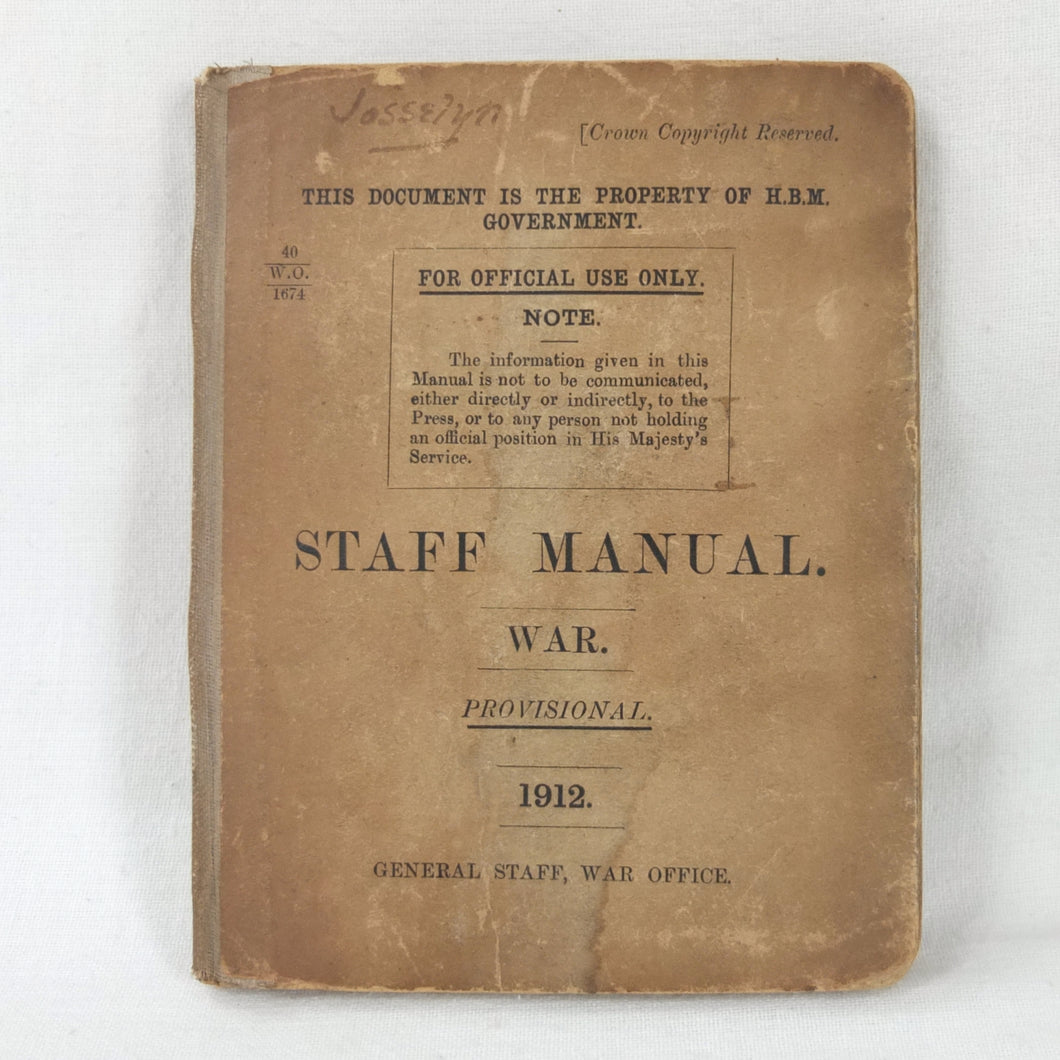 Josselyn
[Crown Copyright Reserved.
THIS DOCUMENT IS THE PROPERTY OF H.B.M.
GOVERNMENT.
40
W.O.
1674
FOR OFFICIAL USE ONLY.
NOTE.
The information given in this
Manual is not to be communicated,
either directly or indirectly, to the
Press, or to any person not holding
an official position in His Majesty's
Service.
STAFF MANUAL.
WAR.
PROVISIONAL.
1912.
GENERAL STAFF, WAR OFFICE.